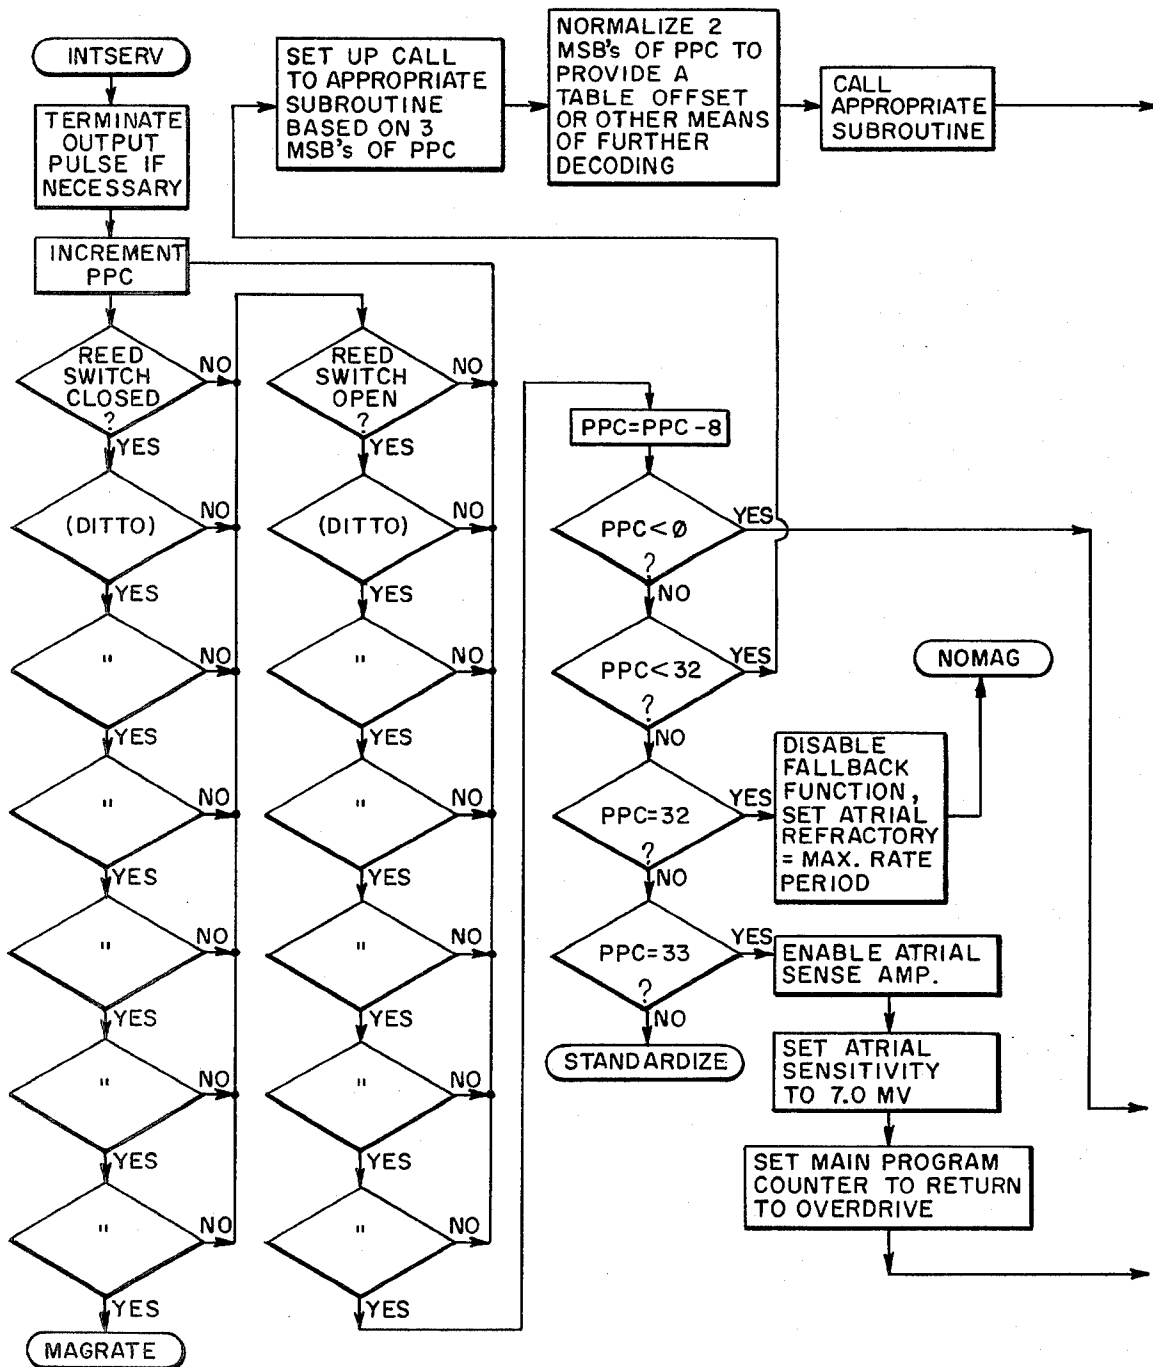 INTSERV
TERMINATE
OUTPUT
PULSE IF
NECESSARY
INCREMENT
PPC
REED
SWITCH
CLOSED
?
NO
YES
(DITTO)
NO
YES
"
NO
YES
"
NO
YES
"
NO
YES
"
NO
YES
"
NO
YES
MAGRATE
REED
SWITCH
OPEN
?
NO
YES
(DITTO)
NO
YES
"
NO
YES
"
NO
YES
"
NO
YES
"
NO
YES
"
NO
YES
PPC=PPC-8
PPC<Ø
?
YES
NO
PPC<32
?
YES
NO
PPC=32
?
YES
NO
PPC=33
?
YES
NO
STANDARDIZE
SET UP CALL
TO APPROPRIATE
SUBROUTINE
BASED ON 3
MSB's OF PPC
NORMALIZE 2
MSB's OF PPC TO
PROVIDE A
TABLE OFFSET
OR OTHER MEANS
OF FURTHER
DECODING
CALL
APPROPRIATE
SUBROUTINE
NOMAG
DISABLE
FALLBACK
FUNCTION,
SET ATRIAL
REFRACTORY
= MAX. RATE
PERIOD
ENABLE ATRIAL
SENSE AMP.
SET ATRIAL
SENSITIVITY
TO 7.0 MV
SET MAIN PROGRAM
COUNTER TO RETURN
TO OVERDRIVE